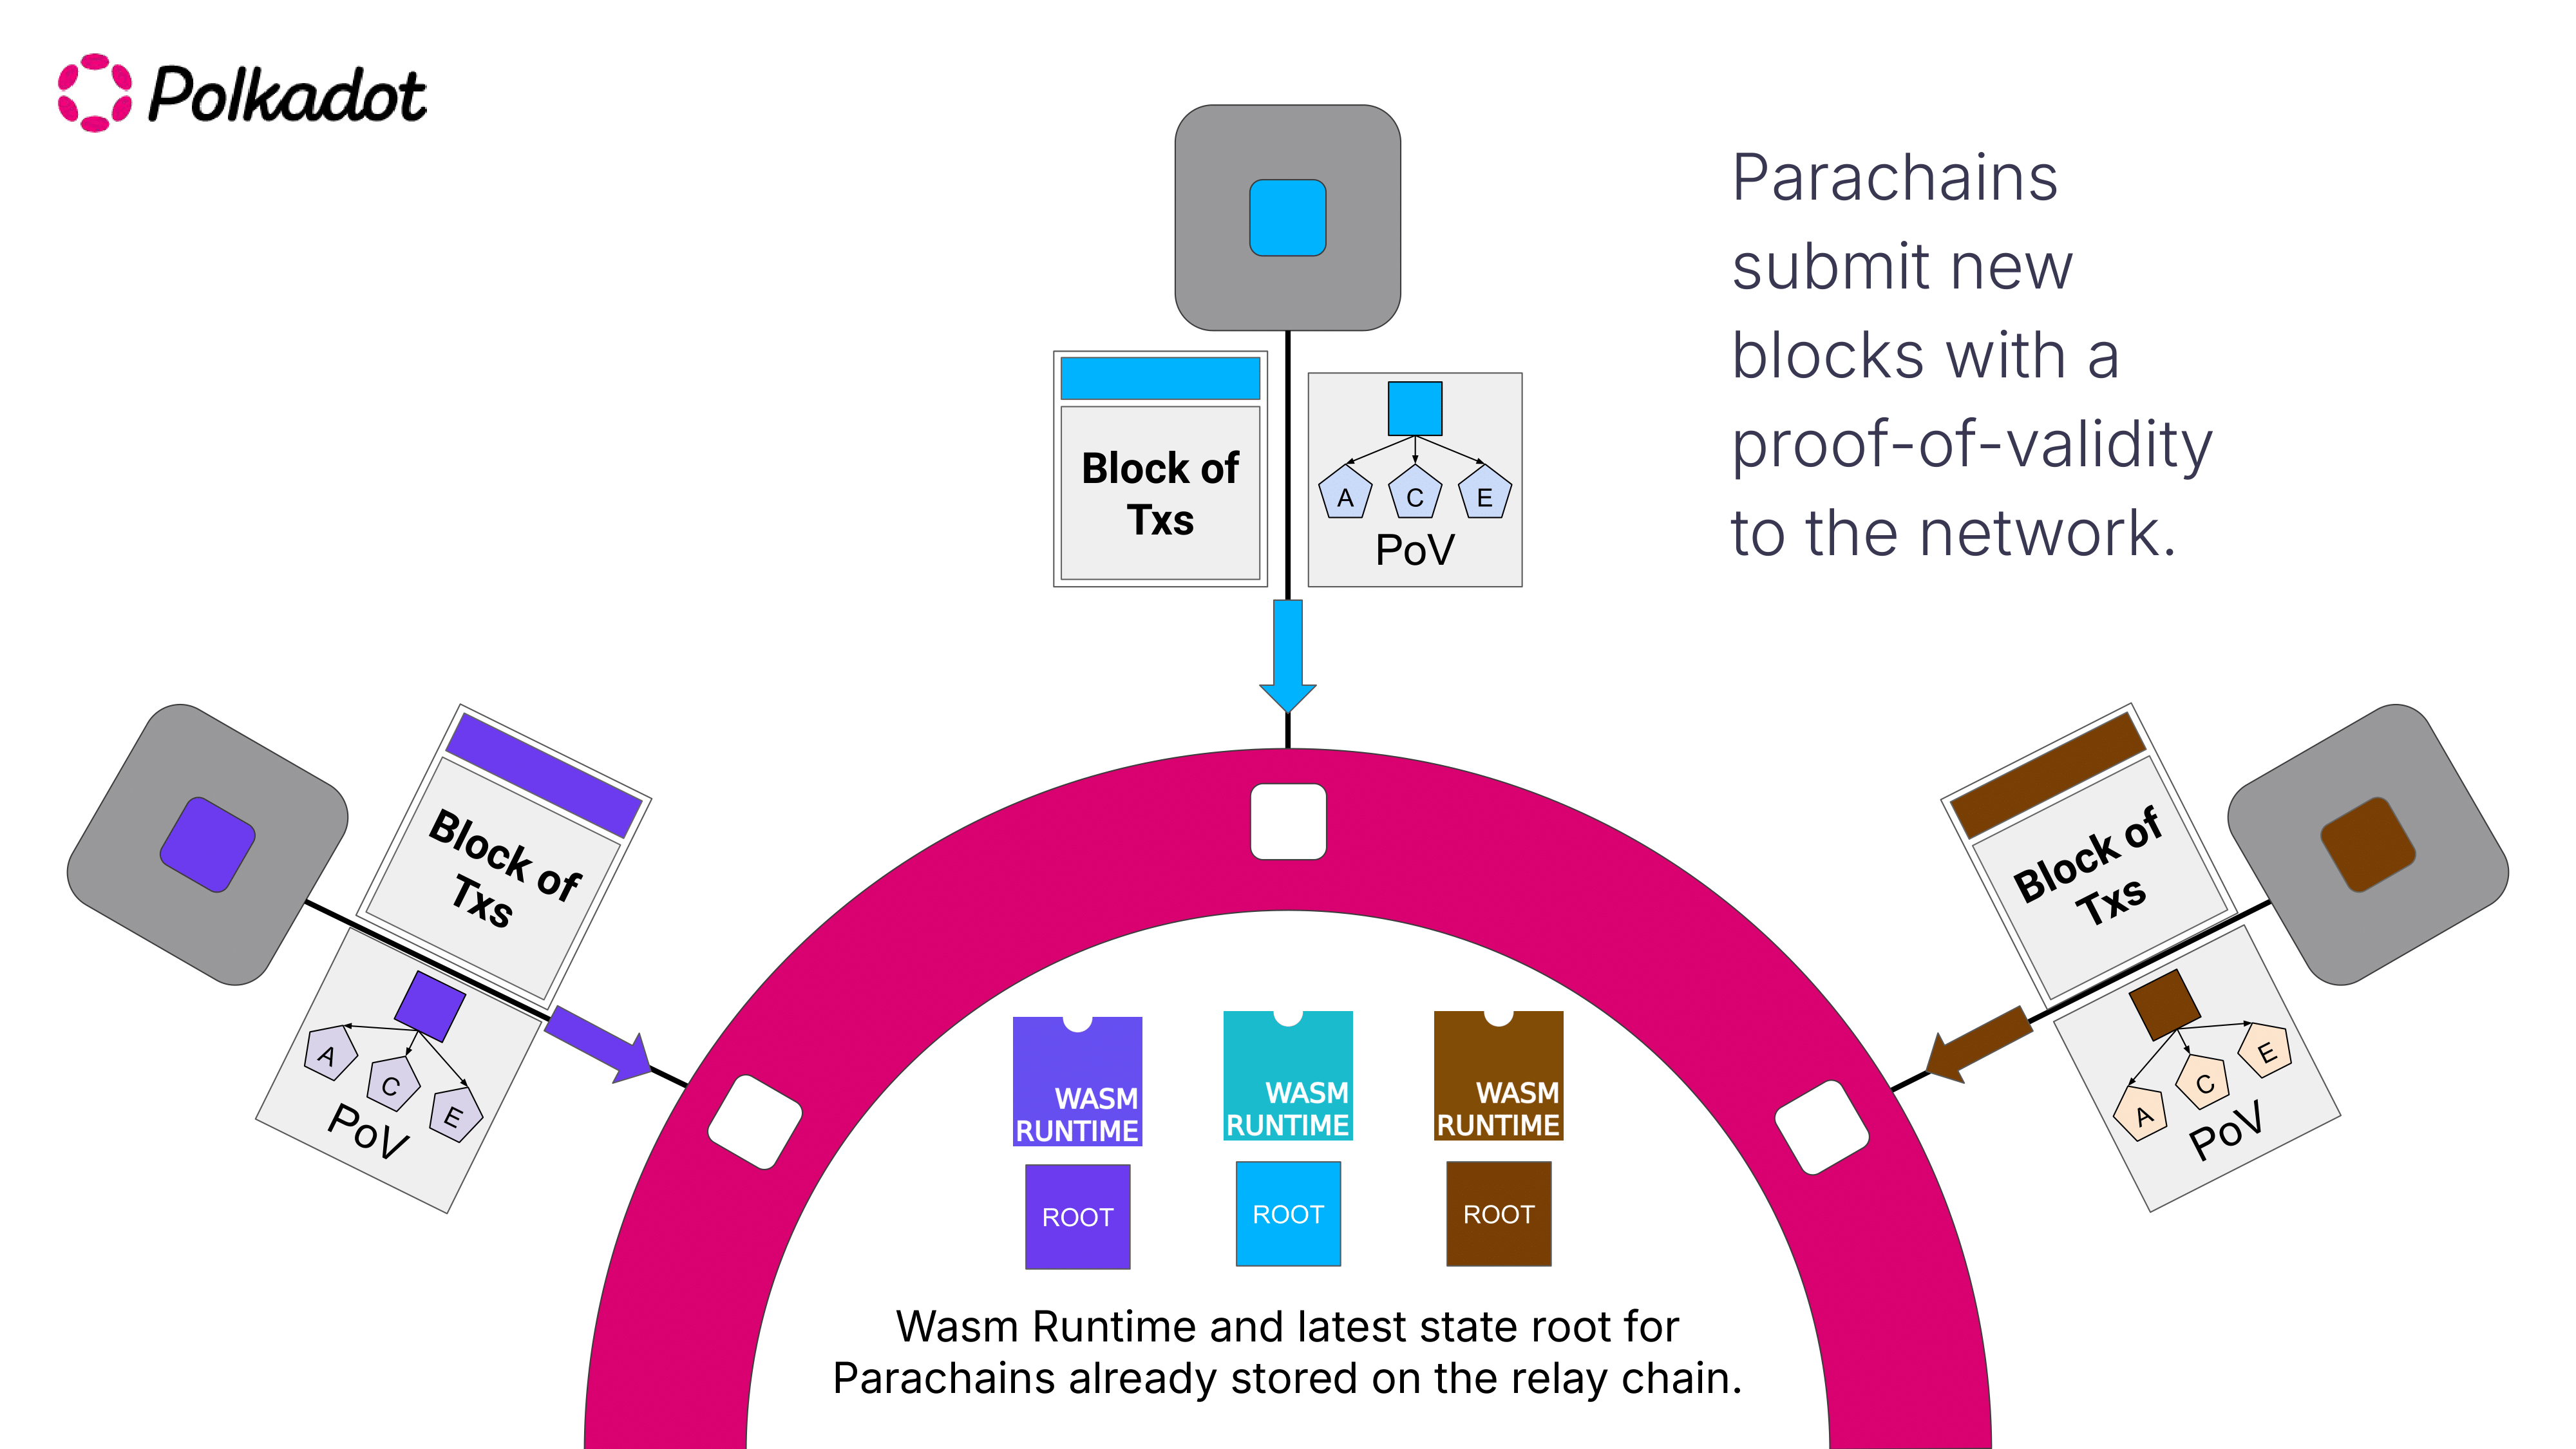 Polkadot
Parachains
submit new
blocks with a
proof-of-validity
to the network.
Block of
Txs
A
C
E
PoV
Block of
Txs
A
C
E
PoV
Block of
Txs
A
C
E
PoV
WASM
RUNTIME
WASM
RUNTIME
WASM
RUNTIME
ROOT
ROOT
ROOT
Wasm Runtime and latest state root for
Parachains already stored on the relay chain.